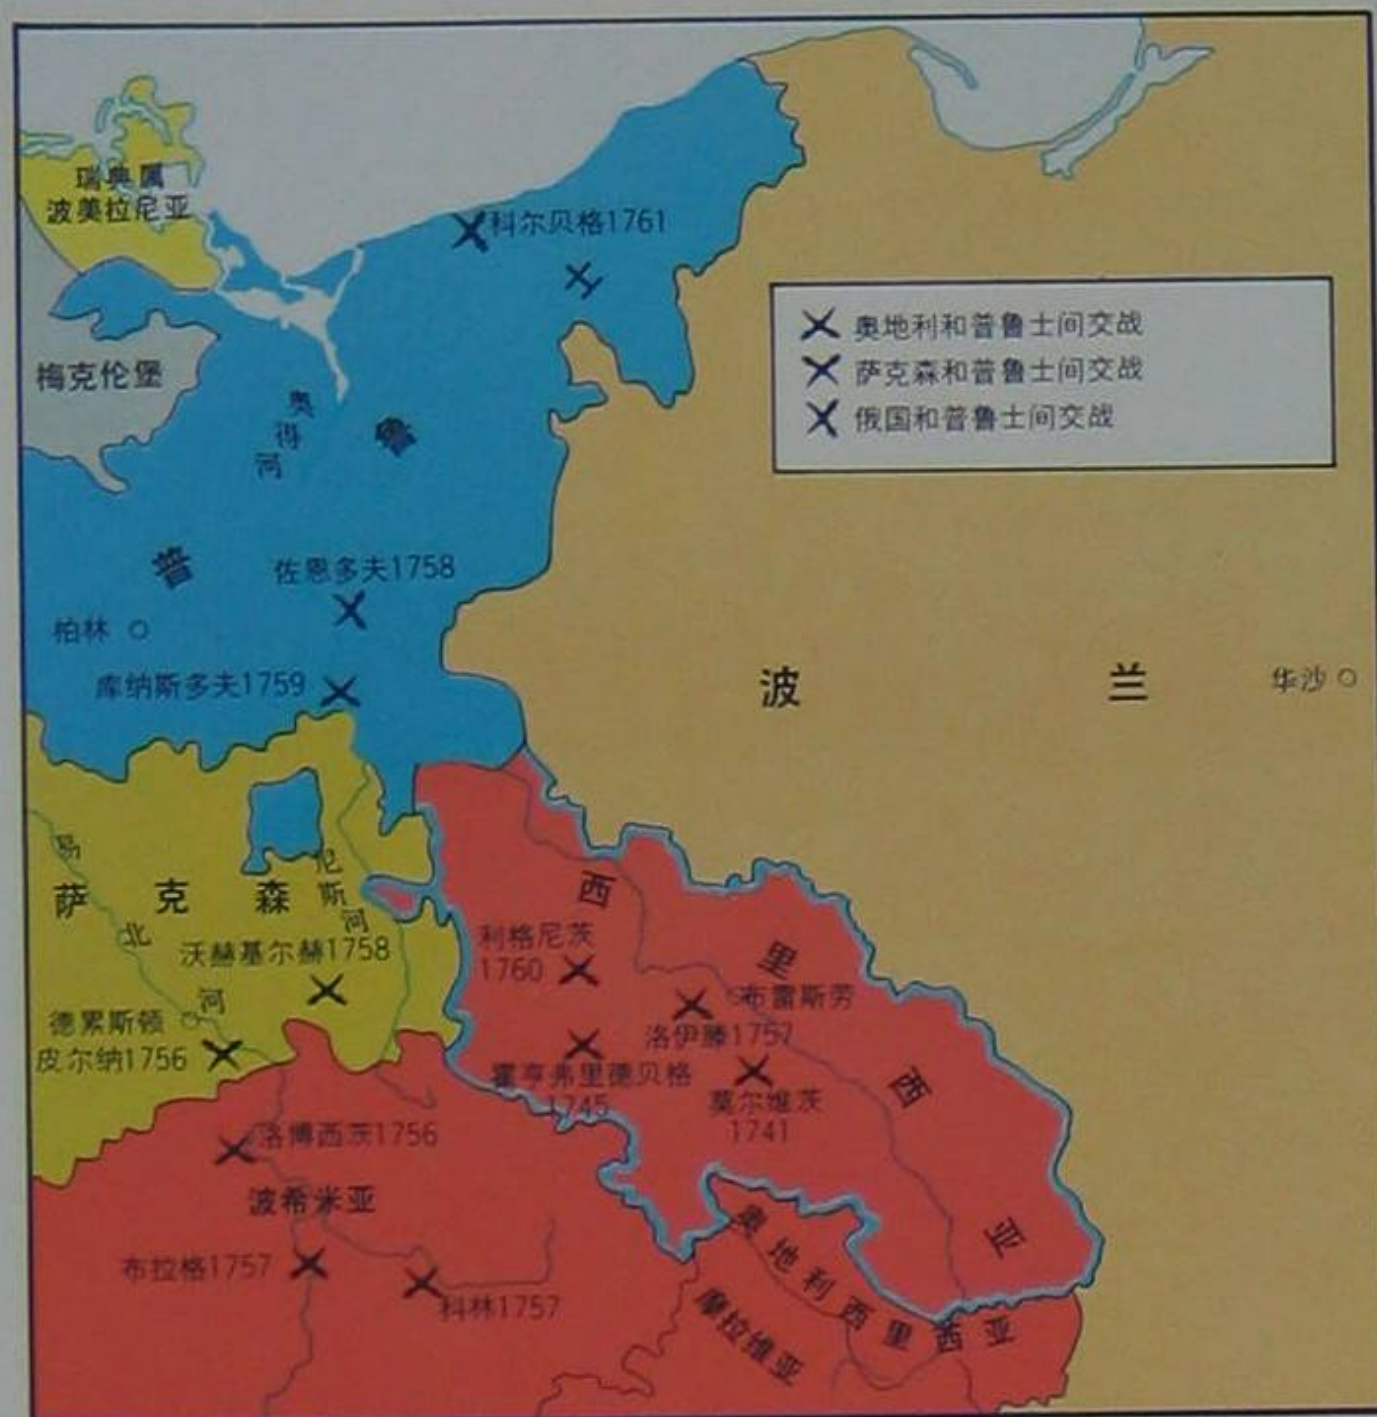 瑞典属
波美拉尼亚
科尔贝格1761
士
奥地利和普鲁士间交战
萨克森和普鲁士间交战
俄国和普鲁士间交战
梅克伦堡
奥得河
鲁
普
佐恩多夫1758
柏林
库纳斯多夫1759
波兰
华沙
易北河
尼斯河
萨克森
西里西亚
利格尼茨
1760
沃赫基尔赫1758
布雷斯劳
洛伊滕1757
德累斯顿
皮尔纳1756
霍亨弗里德贝格
1745
莫尔维茨
1741
洛博西茨1756
波希米亚
布拉格1757
科林1757
奥地利西里西亚
摩拉维亚